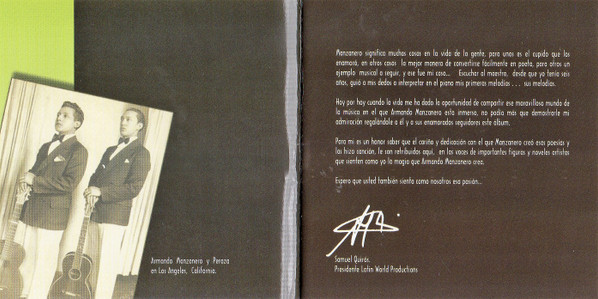 Armando Manzanero y Peraza
en Los Angeles, California.
Manzanero significa muchas cosas en la vida de la gente, para unos es el cupido que los
enamoró, en otros casos la mejor manera de convertirse fácilmente en poeta, para otros un
ejemplo musical a seguir, y ese fue mi caso... Escuchar al maestro, desde que yo tenía seis
años, guió a mis dedos a interpretar en el piano mis primeras melodías . . . sus melodías.
Hoy por hoy cuando la vida me ha dado la oportunidad de compartir ese maravilloso mundo de
la música en el que Armando Manzanero esta inmerso, no podía más que demostrarle mi
admiración regalándole a él y a sus enamorados seguidores este álbum.
Para mi es un honor saber que el cariño y dedicación con el que Manzanero creó esas poesías y
las hizo canción, le son retribuidos aquí, en las voces de importantes figuras y noveles artistas
que sienten como yo la magia que Armando Manzanero crea.
Espero que usted también sienta como nosotros esa pasión...
Samuel Quirós.
Presidente Latin World Productions